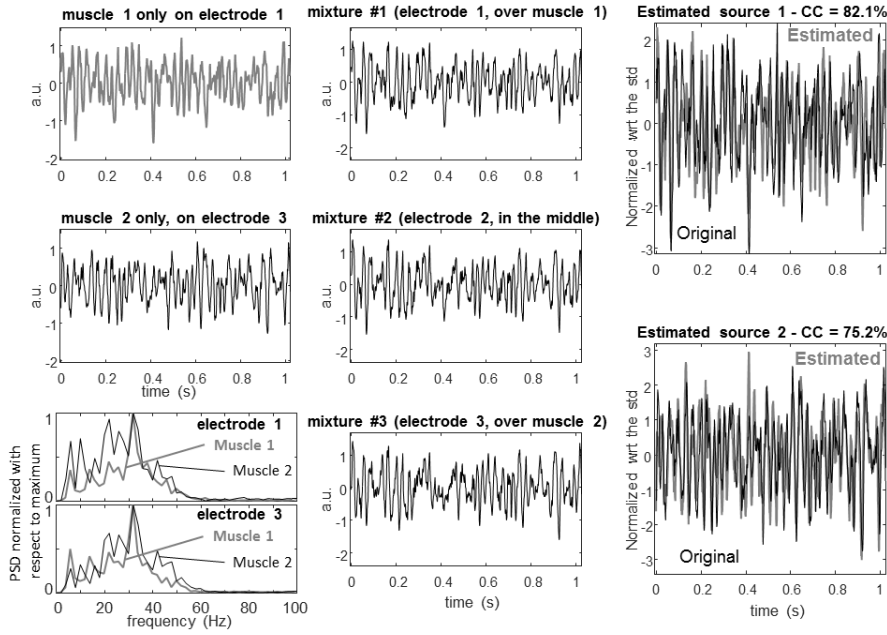 muscle 1 only on electrode 1
a.u.
1
0
-1
-2
0 0.2 0.4 0.6 0.8 1
muscle 2 only, on electrode 3
a.u.
1
0
-1
-2
0 0.2 0.4 0.6 0.8 1
time (s)
PSD normalized with
respect to maximum
1
0.5
0
electrode 1
Muscle 1
Muscle 2
1
0.5
0
electrode 3
Muscle 1
Muscle 2
0 20 40 60 80 100
frequency (Hz)
mixture #1 (electrode 1, over muscle 1)
a.u.
1
0
-1
-2
0 0.2 0.4 0.6 0.8 1
mixture #2 (electrode 2, in the middle)
a.u.
1
0
-1
-2
0 0.2 0.4 0.6 0.8 1
mixture #3 (electrode 3, over muscle 2)
a.u.
1
0
-1
-2
0 0.2 0.4 0.6 0.8 1
time (s)
Estimated source 1 - CC = 82.1%
Estimated
Normalized wrt the std
2
1
0
-1
-2
-3
Original
0 0.2 0.4 0.6 0.8 1
Estimated source 2 - CC = 75.2%
Estimated
Normalized wrt the std
3
2
1
0
-1
-2
-3
Original
0 0.2 0.4 0.6 0.8 1
time (s)